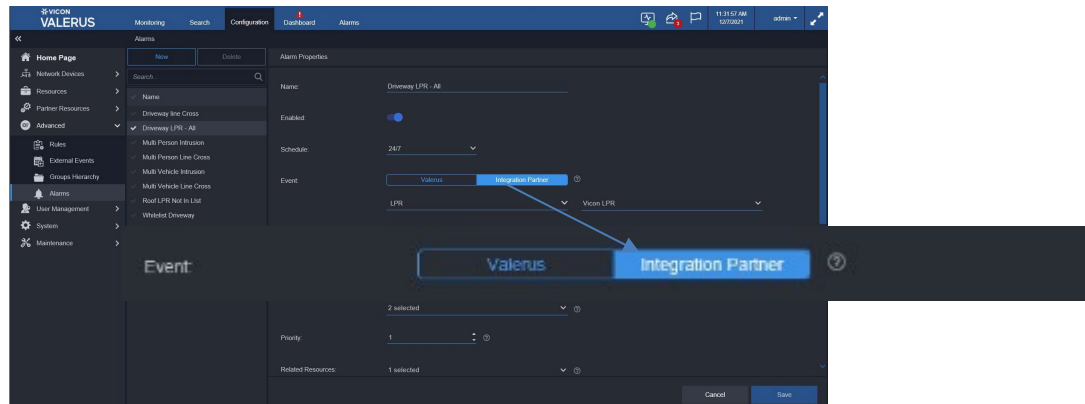 VICON
VALERUS
Monitoring Search Configuration Dashboard Alarms
11:31:57 AM
12/7/2021
admin
Alarms
Home Page
Network Devices
Resources
Partner Resources
Advanced
Rules
External Events
Groups Hierarchy
Alarms
User Management
System
Maintenance
New Delete
Search...
Name
Driveway line Cross
Driveway LPR - All
Multi Person Intrusion
Multi Person Line Cross
Multi Vehicle Intrusion
Multi Vehicle Line Cross
Roof LPR Not In List
Whitelist Driveway
Alarm Properties
Name: Driveway LPR - All
Enabled:
Schedule: 24/7
Event: Valerus Integration Partner
LPR Vicon LPR
Event: Valerus Integration Partner
2 selected
Priority: 1
Related Resources: 1 selected
Cancel Save